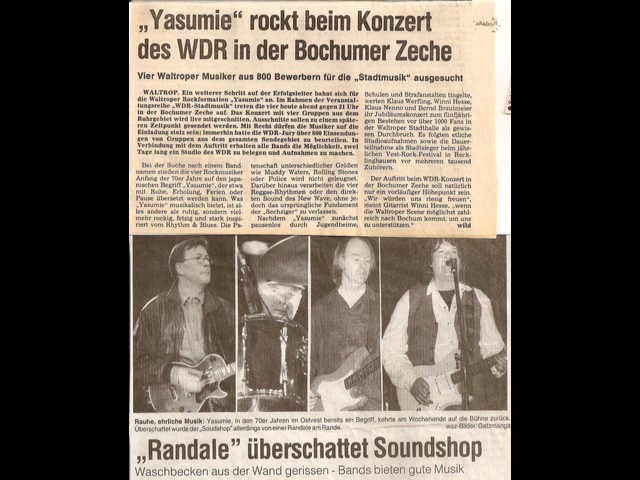 „Yasumie” rockt beim Konzert
des WDR in der Bochumer Zeche
Vier Waltroper Musiker aus 800 Bewerbern für die „Stadtmusik” ausgesucht
WALTROP. Ein weiterer Schritt auf der Erfolgsleiter bahnt sich für
die Waltroper Rockformation „Yasumie” an. Im Rahmen der Veranstal-
tungsreihe „WDR-Stadtmusik” treten die vier heute abend gegen 21 Uhr
in der Bochumer Zeche auf. Das Konzert mit vier Gruppen aus dem
Ruhrgebiet wird live mitgeschnitten, Ausschnitte sollen zu einem späte-
ren Zeitpunkt gesendet werden. Mit Recht dürfen die Musiker auf die
Einladung stolz sein; immerhin hatte die WDR-Jury über 800 Einsendun-
gen von Gruppen aus dem gesamten Sendegebiet zu beurteilen. In
Verbindung mit dem Auftritt erhalten alle Bands die Möglichkeit, zwei
Tage lang ein Studio des WDR zu belegen und Aufnahmen zu machen.
Bei der Suche nach einem Band-
namen stießen die vier Rockmusiker
Anfang der 70er Jahre auf den ja-
panischen Begriff „Yasumie”, der etwa
mit Ruhe, Erholung, Ferien oder
Pause übersetzt werden kann. Was
„Yasumie” musikalisch bietet, ist al-
les andere als ruhig, sondern viel-
mehr rockig, fetzig und stark inspi-
riert vom Rhythm & Blues. Die Pa-
tenschaft unterschiedlicher Größen
wie Muddy Waters, Rolling Stones
oder Police wird nicht geleugnet.
Darüber hinaus verarbeiten die vier
Reggae-Rhythmen oder den direk-
ten Sound des New Wave, ohne je-
doch das ursprüngliche Fundament
der „Sechziger” zu verlassen.
Nachdem „Yasumie” zunächst
pausenlos durch Jugendheime,
Schulen und Strafanstalten tingelte,
werten Klaus Werfling, Winni Hesse,
Klaus Nenno und Bernd Brautmeier
ihr Jubiläumskonzert zum fünfjähri-
gen Bestehen vor über 1000 Fans in
der Waltroper Stadthalle als gewis-
sen Durchbruch. Es folgten etliche
Studioaufnahmen sowie die Dauer-
teilnahme als Stadtsieger beim jähr-
lichen Vest-Rock-Festival in Reck-
linghausen vor mehreren tausend
Zuhörern.
Der Auftritt beim WDR-Konzert in
der Bochumer Zeche soll natürlich
nur ein vorläufiger Höhepunkt sein.
„Wir würden uns riesig freuen”,
meint Gitarrist Winni Hesse, „wenn
die Waltroper Scene möglichst zahl-
reich nach Bochum kommt, um uns
zu unterstützen.” wild
Rauhe, ehrliche Musik: Yasumie, in den 70er Jahren im Ostvest bereits ein Begriff, kehrte am Wochenende auf die Bühne zurück.
Überschattet wurde der „Soudshop” allerdings von einer Randale am Rande. waz-Bilder: Gatzmanga
„Randale” überschattet Soundshop
Waschbecken aus der Wand gerissen - Bands bieten gute Musik